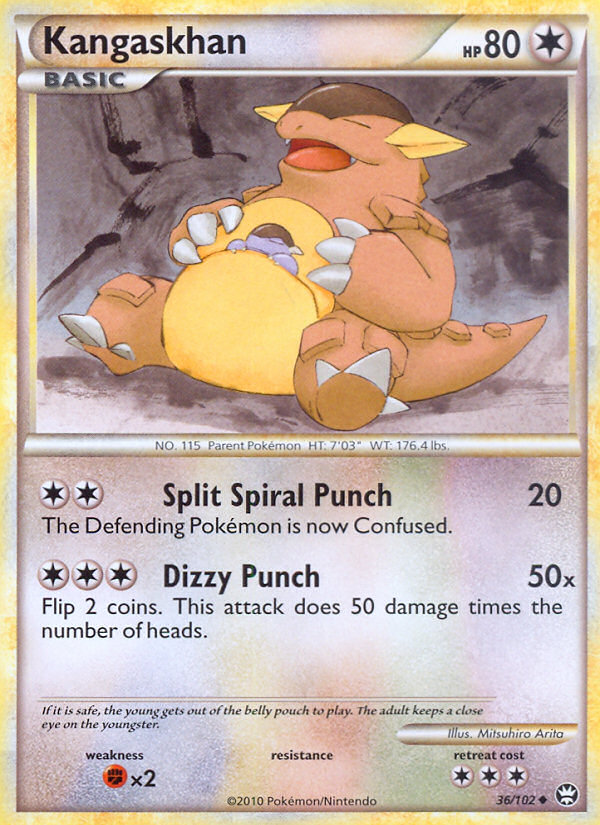 Kangaskhan
HP 80
BASIC
NO. 115 Parent Pokémon HT: 7'03" WT: 176.4 lbs.
Split Spiral Punch 20
The Defending Pokémon is now Confused.
Dizzy Punch 50x
Flip 2 coins. This attack does 50 damage times the
number of heads.
If it is safe, the young gets out of the belly pouch to play. The adult keeps a close
eye on the youngster.
Illus. Mitsuhiro Arita
weakness resistance retreat cost
×2
©2010 Pokémon/Nintendo 36/102